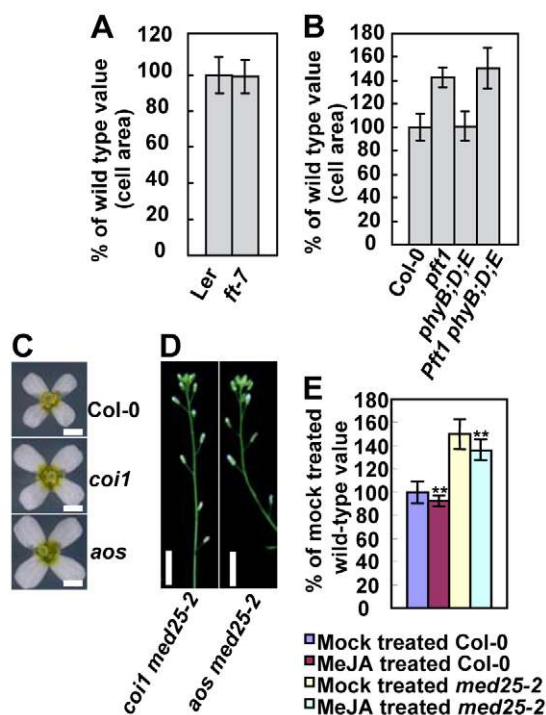 A
% of wild type value
(cell area)
120
100
80
60
40
20
0
Ler
ft-7
B
% of wild type value
(cell area)
180
160
140
120
100
80
60
40
20
0
Col-0
pft1
phyB;D;E
Pft1 phyB;D;E
C
Col-0
coi1
aos
D
coi1 med25-2
aos med25-2
E
% of mock treated
wild-type value
180
160
140
120
100
80
60
40
20
0
**
**
Mock treated Col-0
MeJA treated Col-0
Mock treated med25-2
MeJA treated med25-2